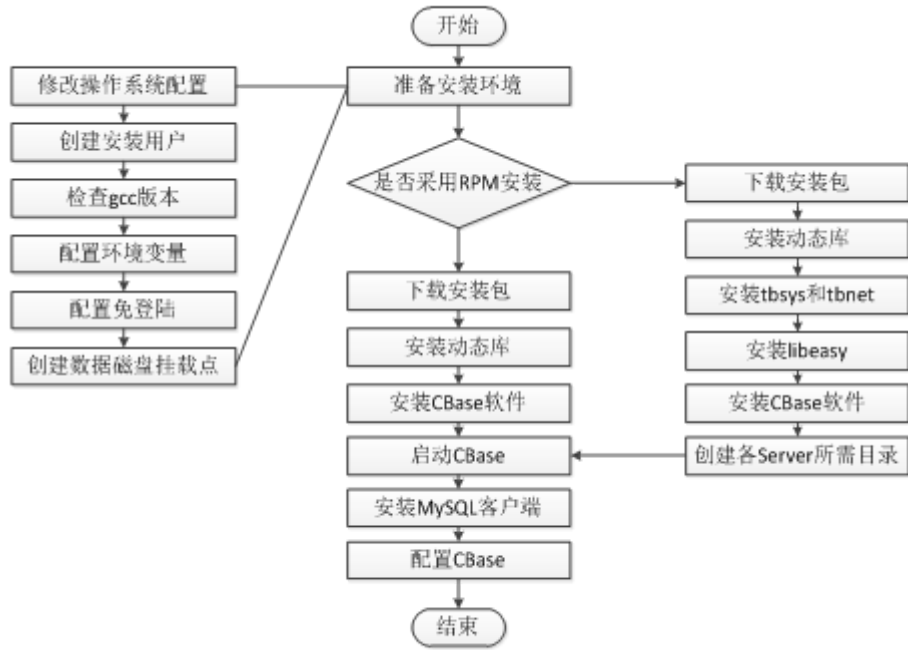 开始
准备安装环境
修改操作系统配置
创建安装用户
检查gcc版本
配置环境变量
配置免登陆
创建数据磁盘挂载点
是否采用RPM安装
下载安装包
安装动态库
安装CBase软件
启动CBase
安装MySQL客户端
配置CBase
结束
下载安装包
安装动态库
安装tbsys和tbnet
安装libeasy
安装CBase软件
创建各Server所需目录